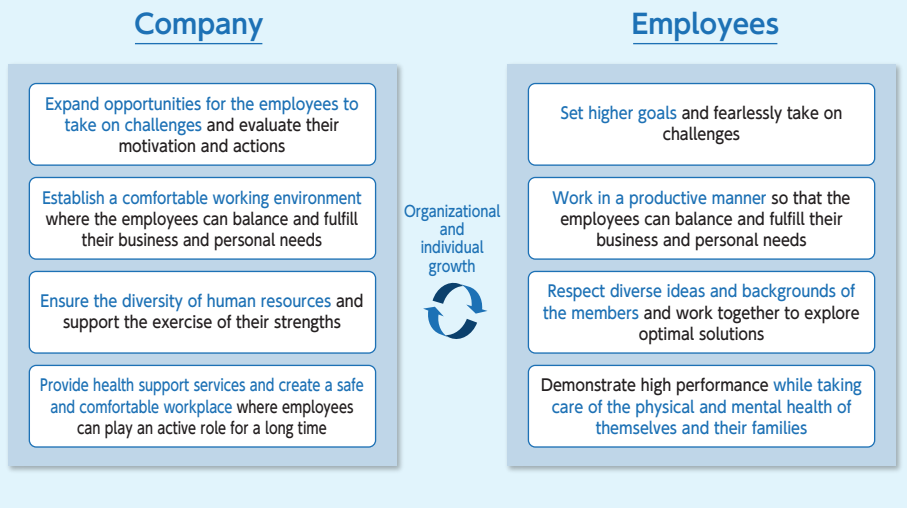 Company
Expand opportunities for the employees to
take on challenges and evaluate their
motivation and actions
Establish a comfortable working environment
where the employees can balance and fulfill
their business and personal needs
Ensure the diversity of human resources and
support the exercise of their strengths
Provide health support services and create a safe
and comfortable workplace where employees
can play an active role for a long time
Organizational
and
individual
growth
Employees
Set higher goals and fearlessly take on
challenges
Work in a productive manner so that the
employees can balance and fulfill their
business and personal needs
Respect diverse ideas and backgrounds of
the members and work together to explore
optimal solutions
Demonstrate high performance while taking
care of the physical and mental health of
themselves and their families